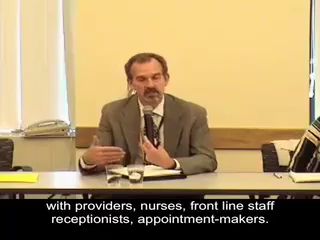 with providers, nurses, front line staff
receptionists, appointment-makers.